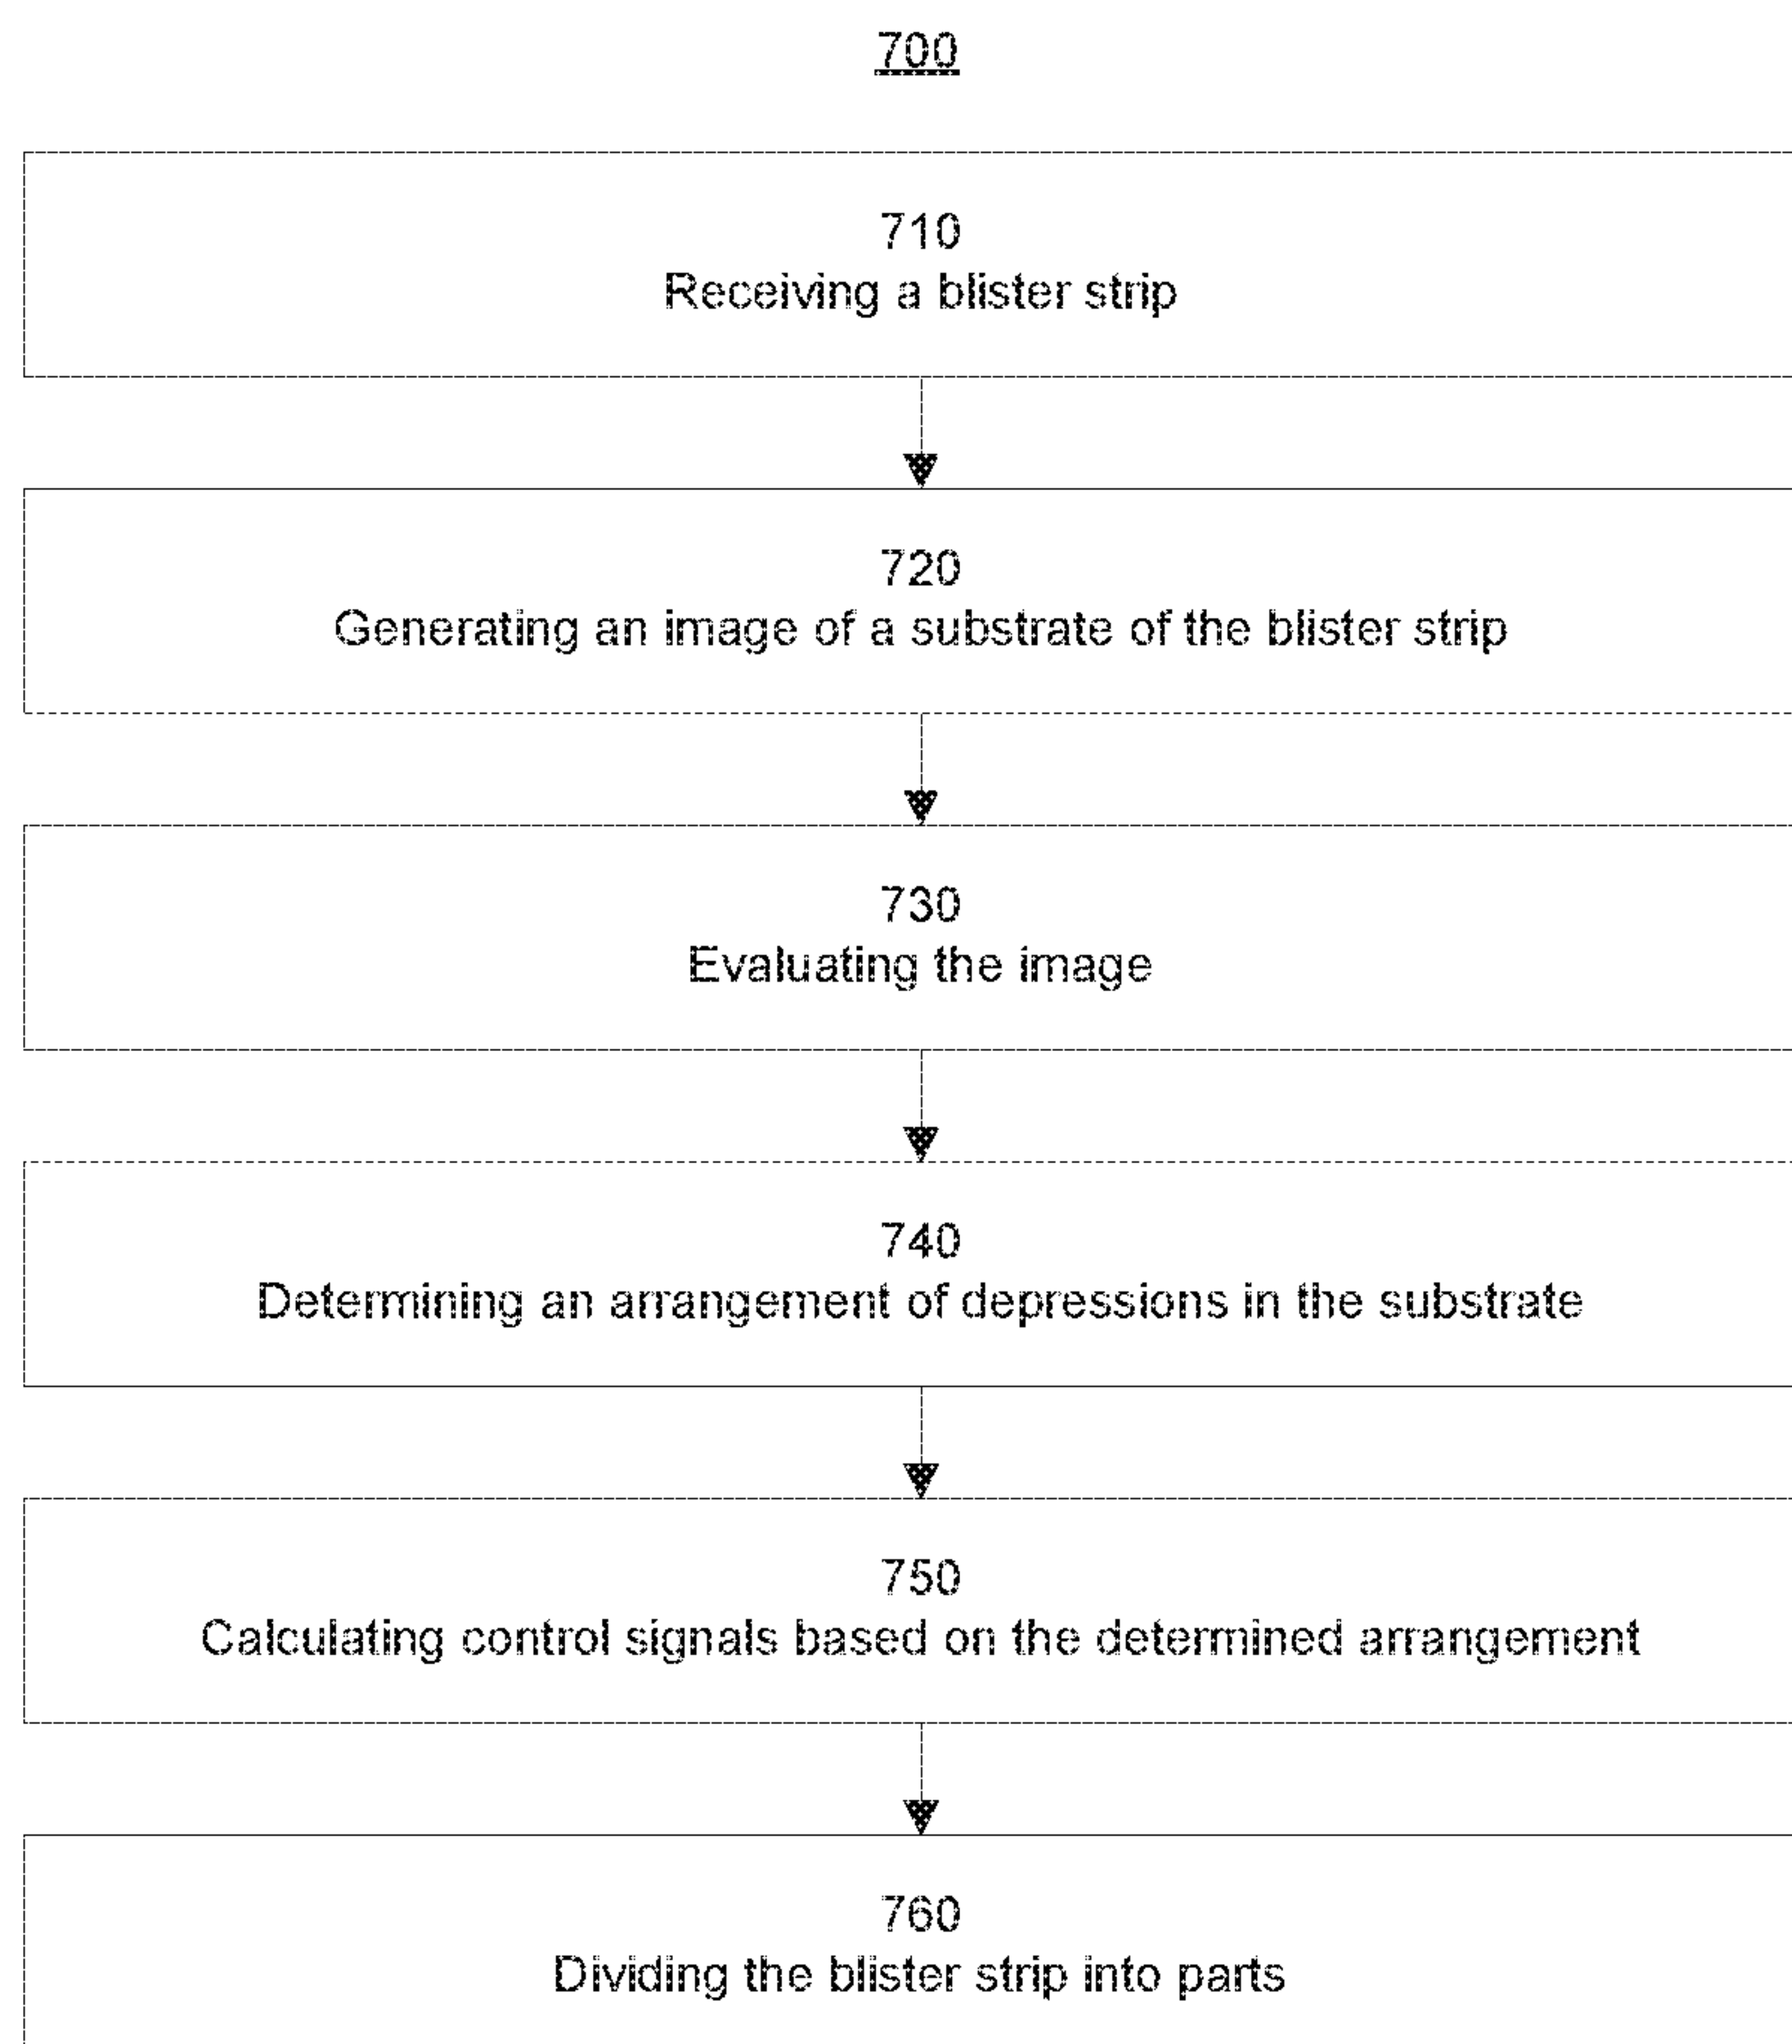 700
710
Receiving a blister strip
720
Generating an image of a substrate of the blister strip
730
Evaluating the image
740
Determining an arrangement of depressions in the substrate
750
Calculating control signals based on the determined arrangement
760
Dividing the blister strip into parts